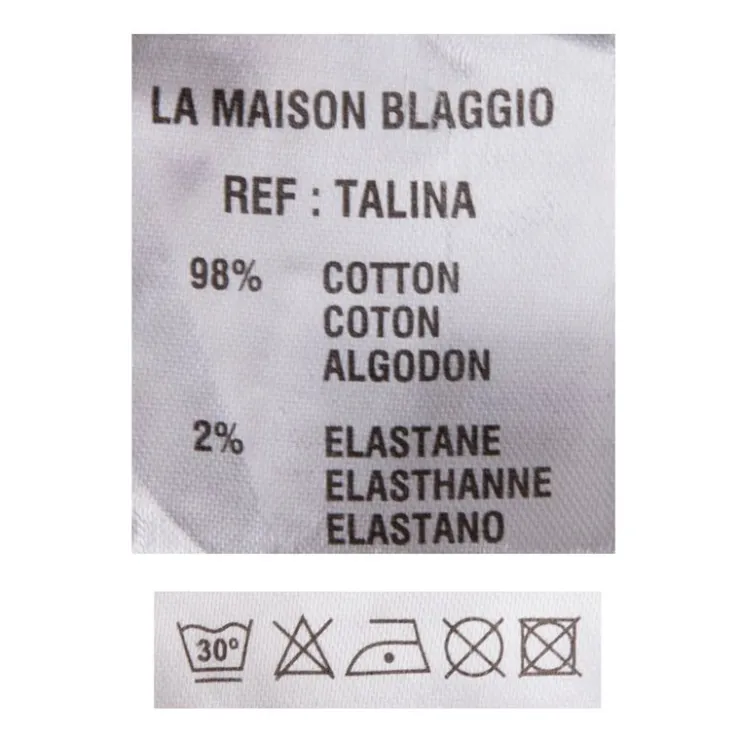 LA MAISON BLAGGIO
REF : TALINA
98% COTTON
COTON
ALGODON
2% ELASTANE
ELASTHANNE
ELASTANO
30°